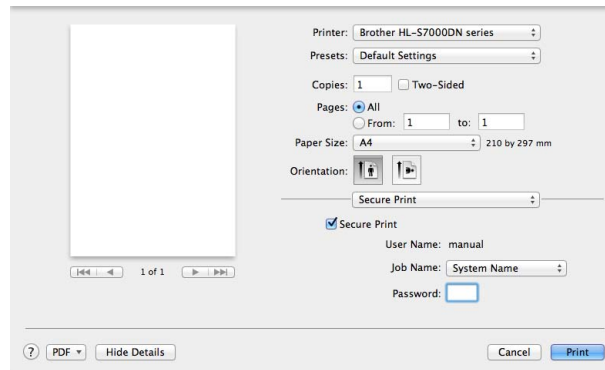 Printer: Brother HL-S7000DN series
Presets: Default Settings
Copies: 1 Two-Sided
Pages: All
From: 1 to: 1
Paper Size: A4 210 by 297 mm
Orientation:
Secure Print
Secure Print
User Name: manual
1 of 1
Job Name: System Name
Password:
? PDF Hide Details Cancel Print